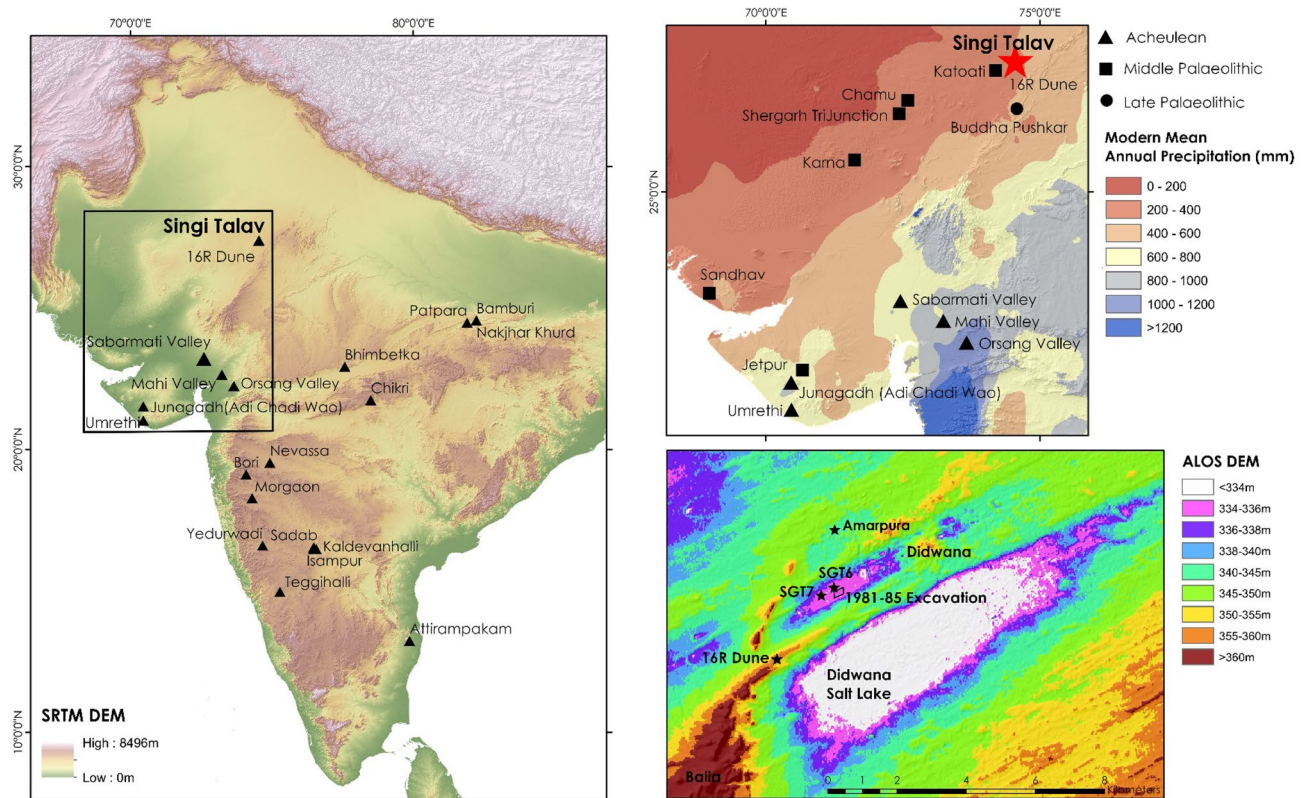 70°0'0"E
80°0'0"E
30°0'0"N
20°0'0"N
10°0'0"N
Singi Talav
16R Dune
Patpara
Bamburi
Nakjhar Khurd
Sabarmati Valley
Bhimbetka
Mahi Valley
Orsang Valley
Chikri
Junagadh(Adi Chadi Wao)
Umrethi
Nevassa
Bori
Morgaon
Yedurwadi
Sadab
Kaldevanhalli
Isampur
Teggihalli
Attirampakam
SRTM DEM
High : 8496m
Low : 0m
70°0'0"E
75°0'0"E
25°0'0"N
Singi Talav
Katoati
16R Dune
Chamu
Shergarh TriJunction
Buddha Pushkar
Karna
Sandhav
Sabarmati Valley
Mahi Valley
Orsang Valley
Jetpur
Junagadh (Adi Chadi Wao)
Umrethi
Acheulean
Middle Palaeolithic
Late Palaeolithic
Modern Mean
Annual Precipitation (mm)
0 - 200
200 - 400
400 - 600
600 - 800
800 - 1000
1000 - 1200
>1200
Amarpura
Didwana
SGT6
SGT7
1981-85 Excavation
16R Dune
Didwana
Salt Lake
Balia
0 1 2 4 6 8
Kilometers
ALOS DEM
<334m
334-336m
336-338m
338-340m
340-345m
345-350m
350-355m
355-360m
>360m